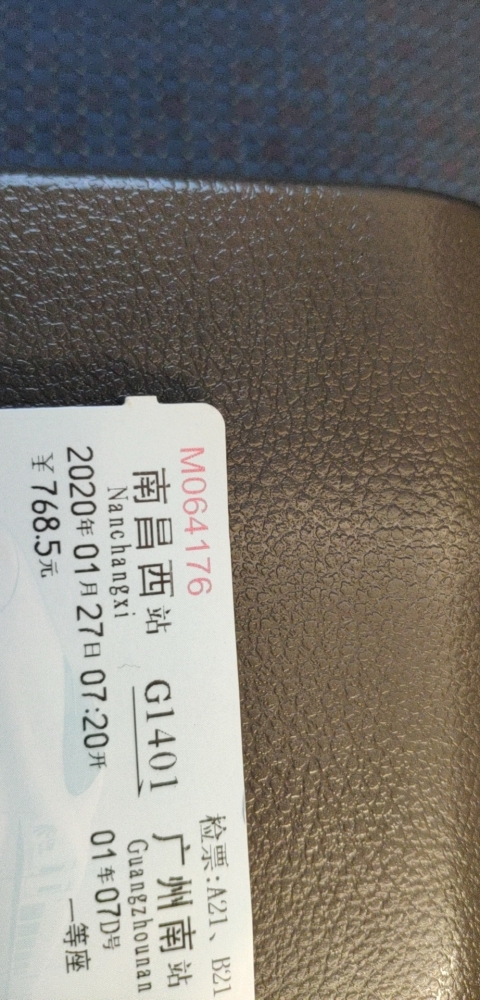 M064176
检票:A21、B21
南昌西站 G1401 广州南站
Nanchangxi Guangzhounan
2020年01月27日07:20开 01车07D号
￥768.5元 一等座